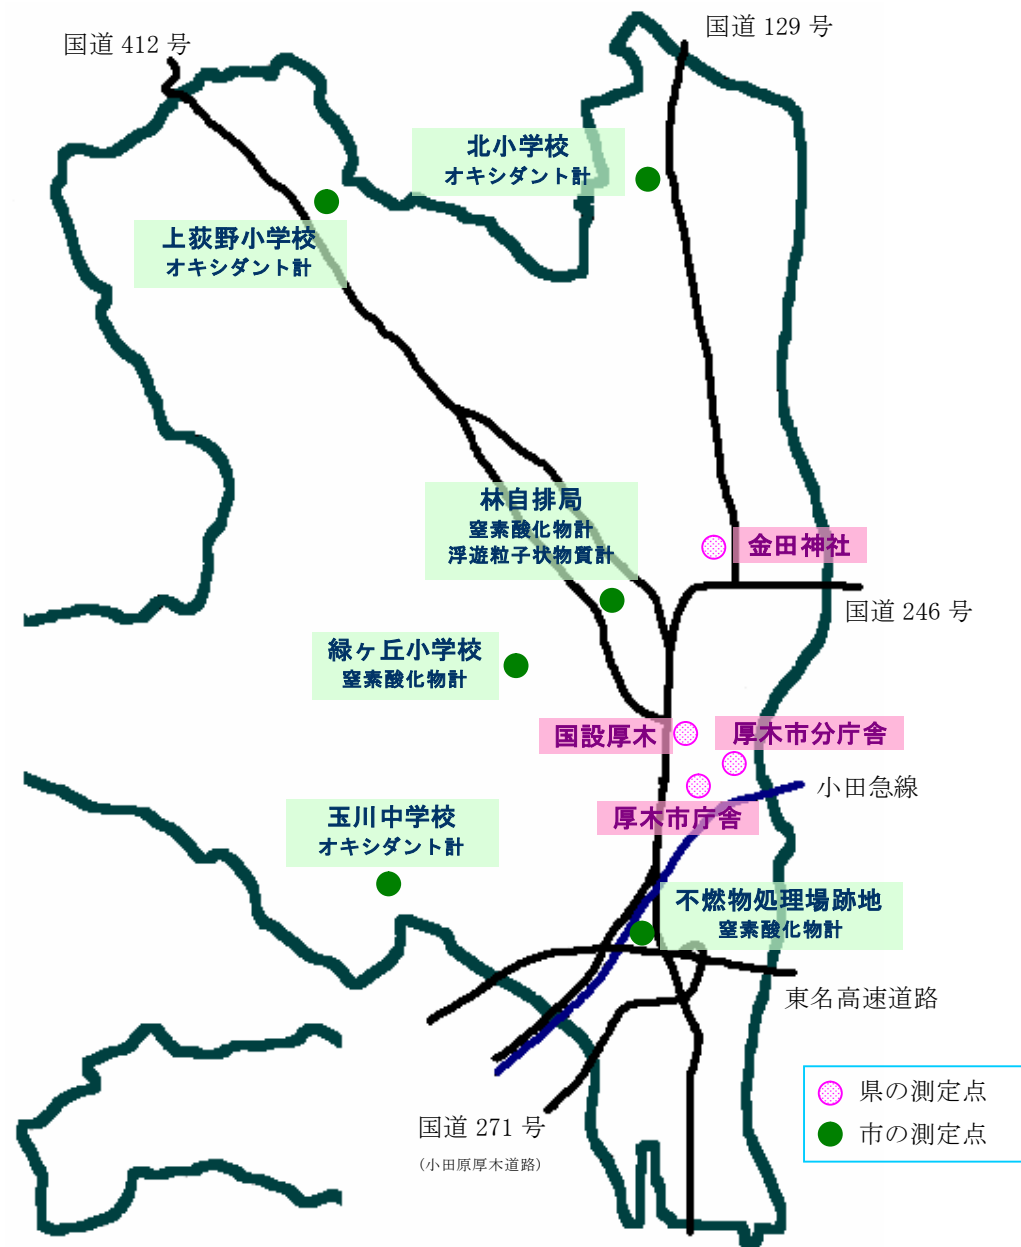 国道 129 号
国道 412 号
北小学校
オキシダント計
上荻野小学校
オキシダント計
林自排局
窒素酸化物計
浮遊粒子状物質計
金田神社
国道 246 号
緑ヶ丘小学校
窒素酸化物計
国設厚木
厚木市分庁舎
小田急線
厚木市庁舎
玉川中学校
オキシダント計
不燃物処理場跡地
窒素酸化物計
東名高速道路
県の測定点
市の測定点
国道 271 号
(小田原厚木道路)